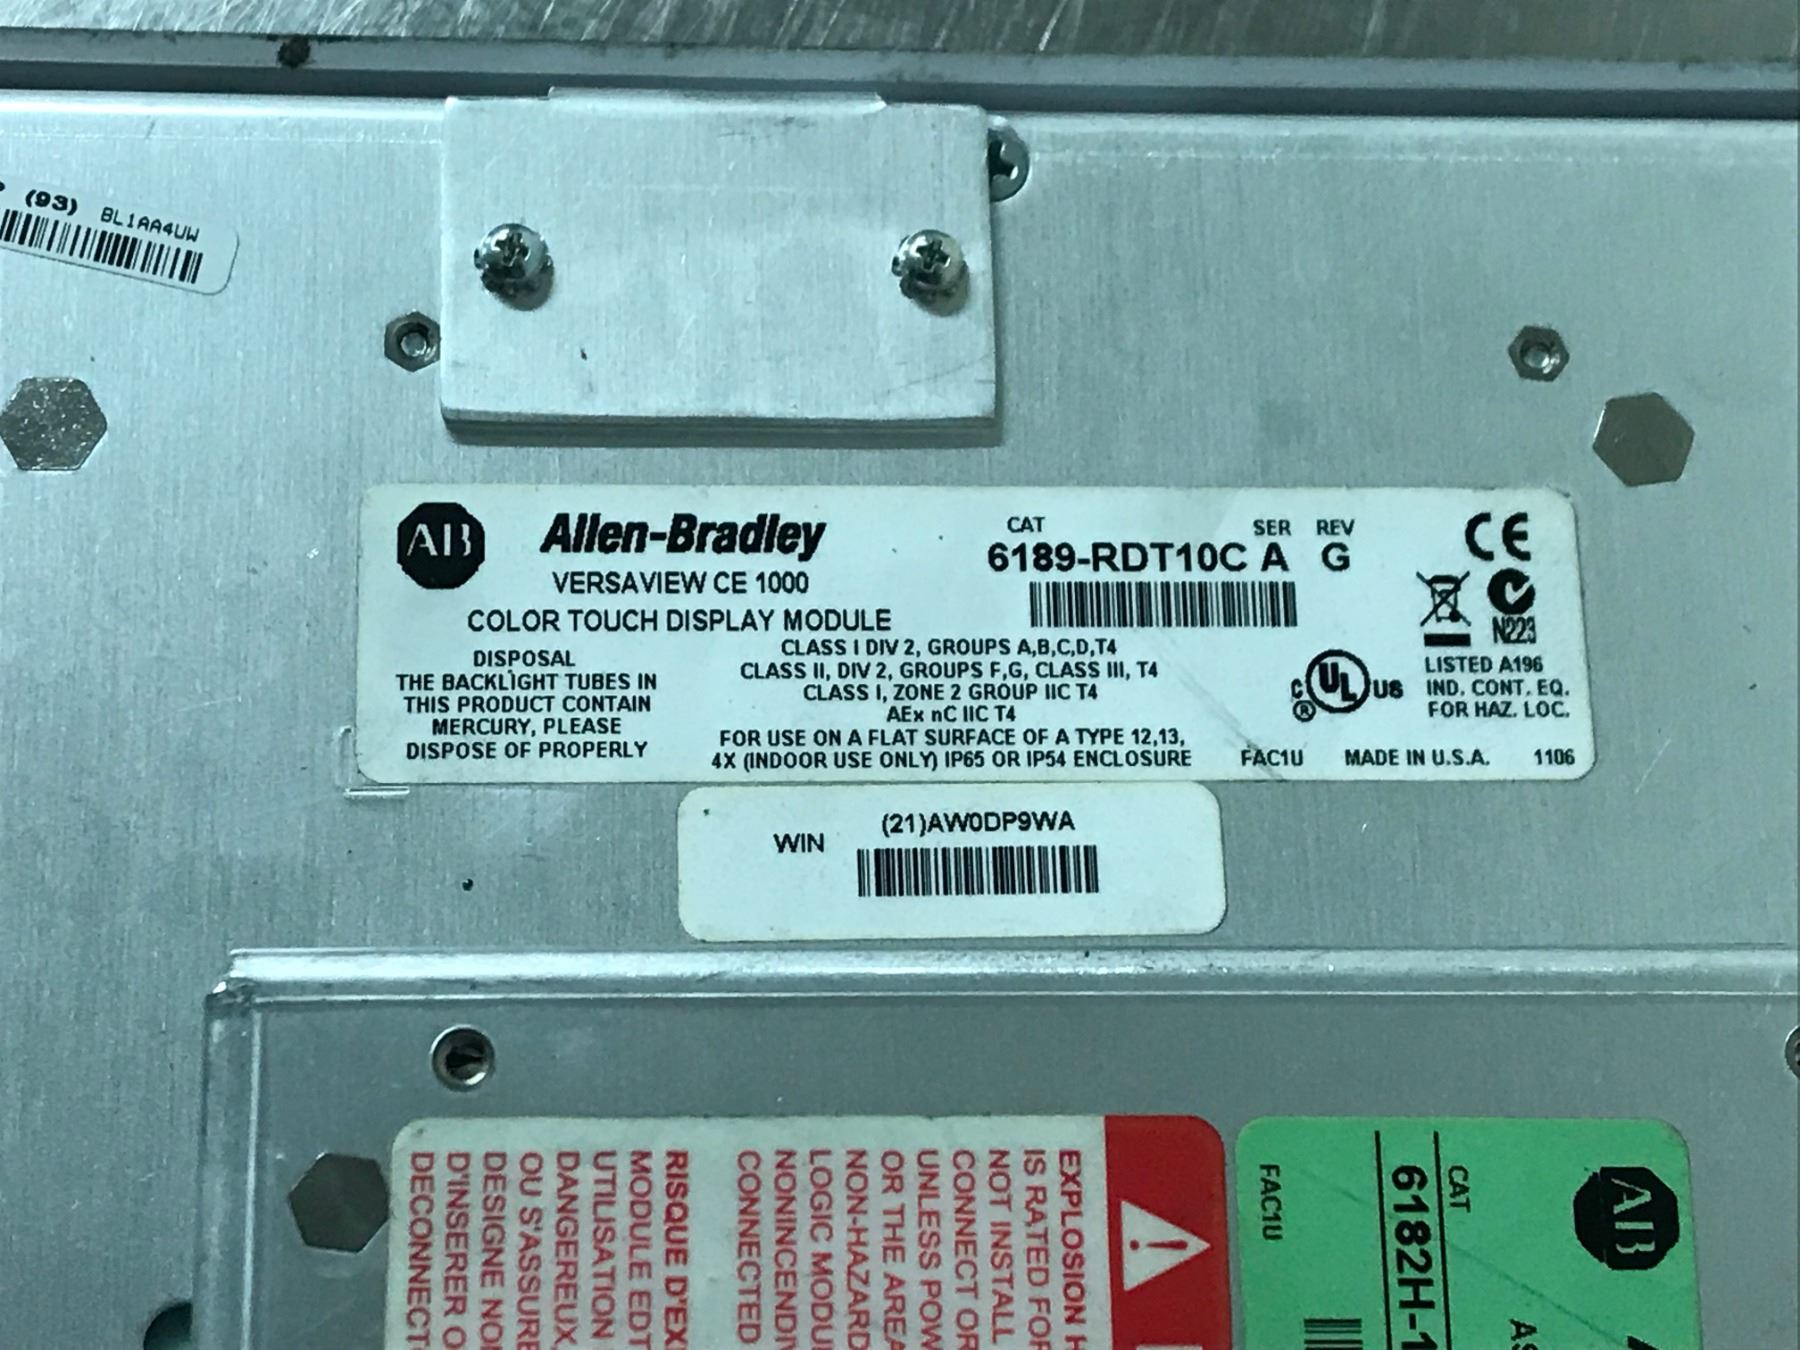 (93) BL1AA4UW
AB Allen-Bradley
VERSAVIEW CE 1000
COLOR TOUCH DISPLAY MODULE
CAT SER REV
6189-RDT10C A G
CE
N223
DISPOSAL
THE BACKLIGHT TUBES IN
THIS PRODUCT CONTAIN
MERCURY, PLEASE
DISPOSE OF PROPERLY
CLASS I DIV 2, GROUPS A,B,C,D,T4
CLASS II, DIV 2, GROUPS F,G, CLASS III, T4
CLASS I, ZONE 2 GROUP IIC T4
AEx nC IIC T4
FOR USE ON A FLAT SURFACE OF A TYPE 12,13,
4X (INDOOR USE ONLY) IP65 OR IP54 ENCLOSURE
C UL US
®
LISTED A196
IND. CONT. EQ.
FOR HAZ. LOC.
FAC1U MADE IN U.S.A. 1106
WIN (21)AW0DP9WA
EXPLOSION H
IS RATED FOR
NOT INSTALL
CONNECT OR
UNLESS POW
OR THE AREA
NON-HAZARD
LOGIC MODU
NONINCENDIV
CONNECTED
RISQUE D'EX
MODULE EDT
UTILISATION
DANGEREUX,
OU S'ASSURE
DESIGNE NO
D'INSERER O
DECONNECT
AB
CAT
6182H-1
FAC1U